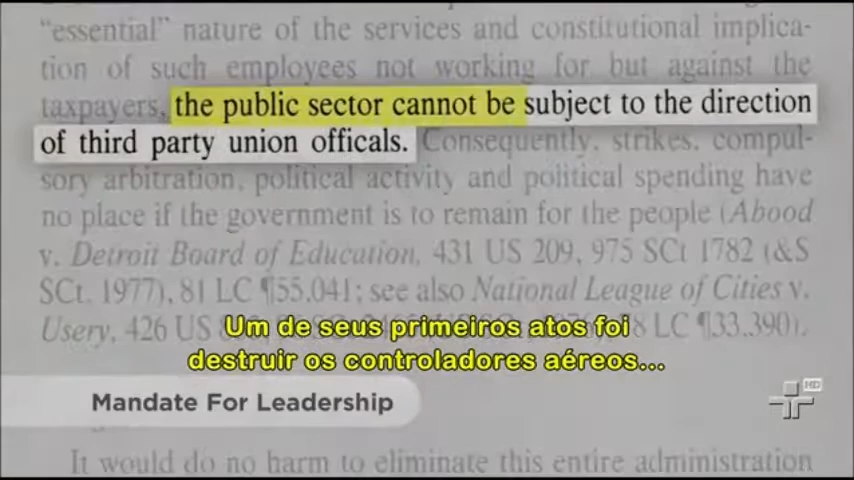 "essential" nature of the services and constitutional implica-
tion of such employees not working for but against the
taxpayers, the public sector cannot be subject to the direction
of third party union officals. Consequently, strikes, compul-
sory arbitration, political activity and political spending have
no place if the government is to remain for the people (Abood
v. Detroit Board of Education, 431 US 209, 975 SCt 1782 (&S
SCt. 1977), 81 LC ¶55.041; see also National League of Cities v.
Usery, 426 US 8 LC ¶33.390).
Um de seus primeiros atos foi
destruir os controladores aéreos...
Mandate For Leadership
HD
It would do no harm to eliminate this entire administration